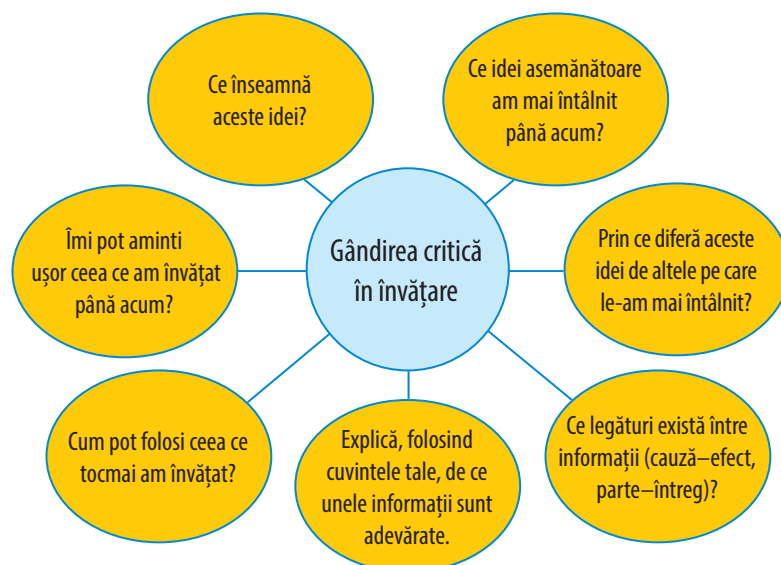 Ce înseamnă
aceste idei?
Ce idei asemănătoare
am mai întâlnit
până acum?
Îmi pot aminti
ușor ceea ce am învățat
până acum?
Gândirea critică
în învățare
Prin ce diferă aceste
idei de altele pe care
le-am mai întâlnit?
Cum pot folosi ceea ce
tocmai am învățat?
Explică, folosind
cuvintele tale, de ce
unele informații sunt
adevărate.
Ce legături există între
informații (cauză–efect,
parte–întreg)?